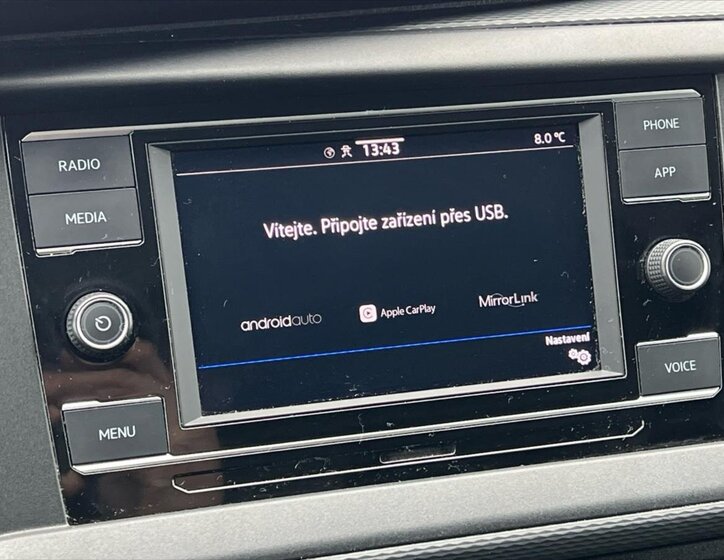 RADIO
MEDIA
MENU
13:43
8.0 °C
Vítejte. Připojte zařízení přes USB.
androidauto
Apple CarPlay
MirrorLink
Nastavení
PHONE
APP
VOICE